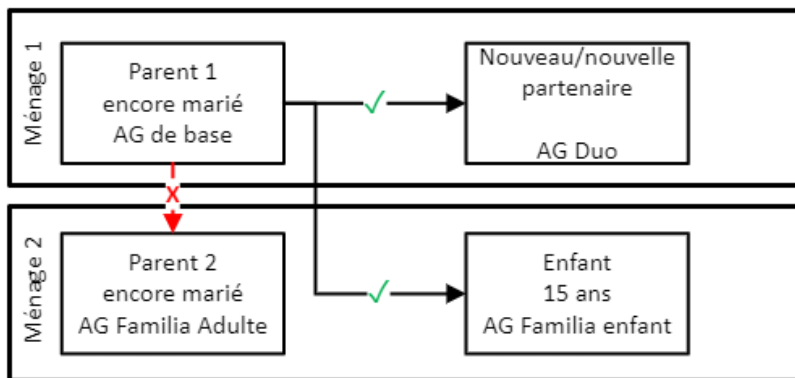 Ménage 1
Parent 1
encore marié
AG de base
Nouveau/nouvelle
partenaire
AG Duo
X
Ménage 2
Parent 2
encore marié
AG Familia Adulte
Enfant
15 ans
AG Familia enfant